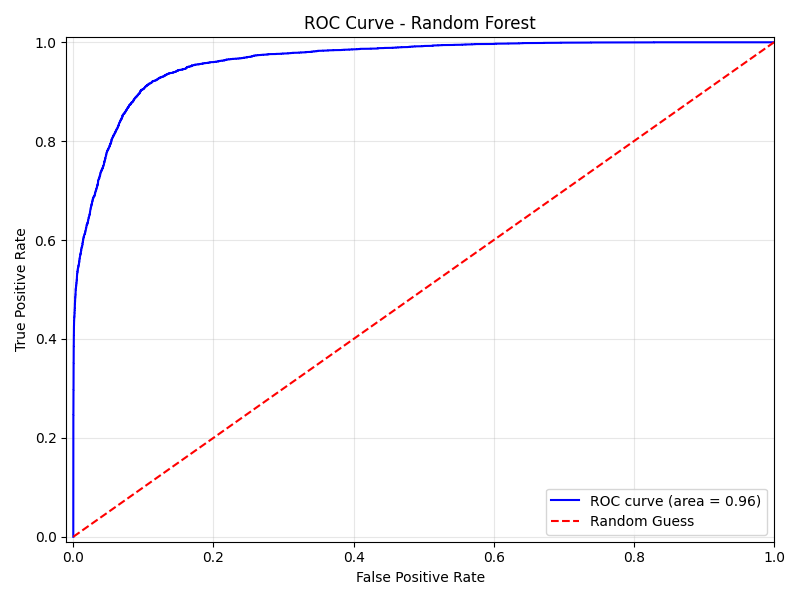 ROC Curve - Random Forest
True Positive Rate
1.0
0.8
0.6
0.4
0.2
0.0
ROC curve (area = 0.96)
Random Guess
0.0 0.2 0.4 0.6 0.8 1.0
False Positive Rate